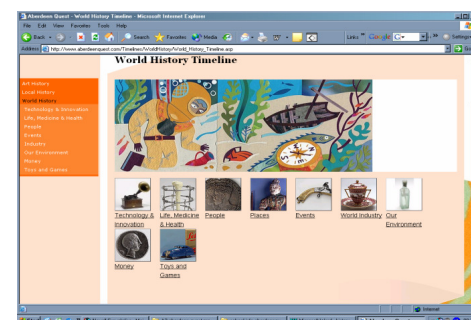 Aberdeen Quest - World History Timeline - Microsoft Internet Explorer
File Edit View Favorites Tools Help
Back Search Favorites Media
Links Google G Settings
Address http://www.aberdeenquest.com/Timelines/WorldHistory/World_History_Timeline.asp Go
World History Timeline
Art History
Local History
World History
Technology & Innovation
Life, Medicine & Health
People
Events
Industry
Our Environment
Money
Toys and Games
Technology & Innovation
Life, Medicine & Health
People
Places
Events
World Industry
Our Environment
Money
Toys and Games
Internet